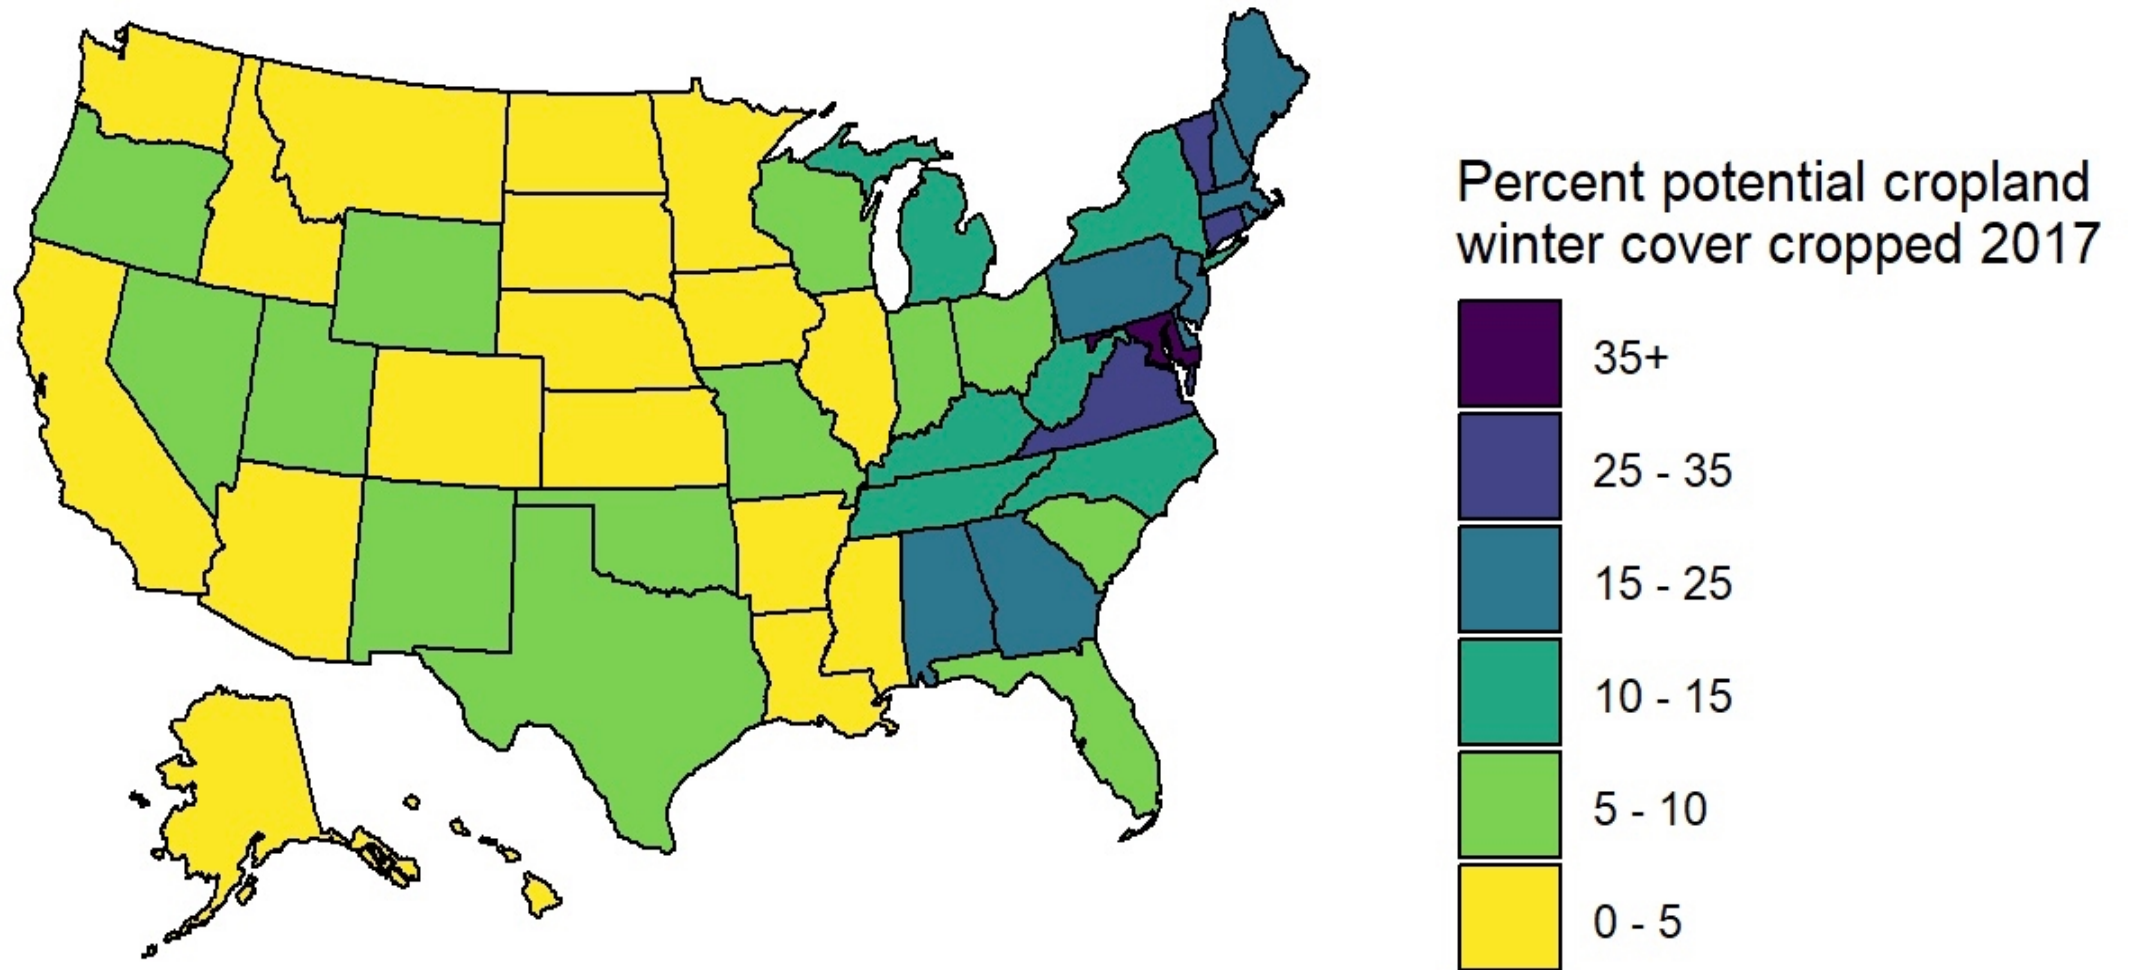 Percent potential cropland
winter cover cropped 2017
35+
25 - 35
15 - 25
10 - 15
5 - 10
0 - 5